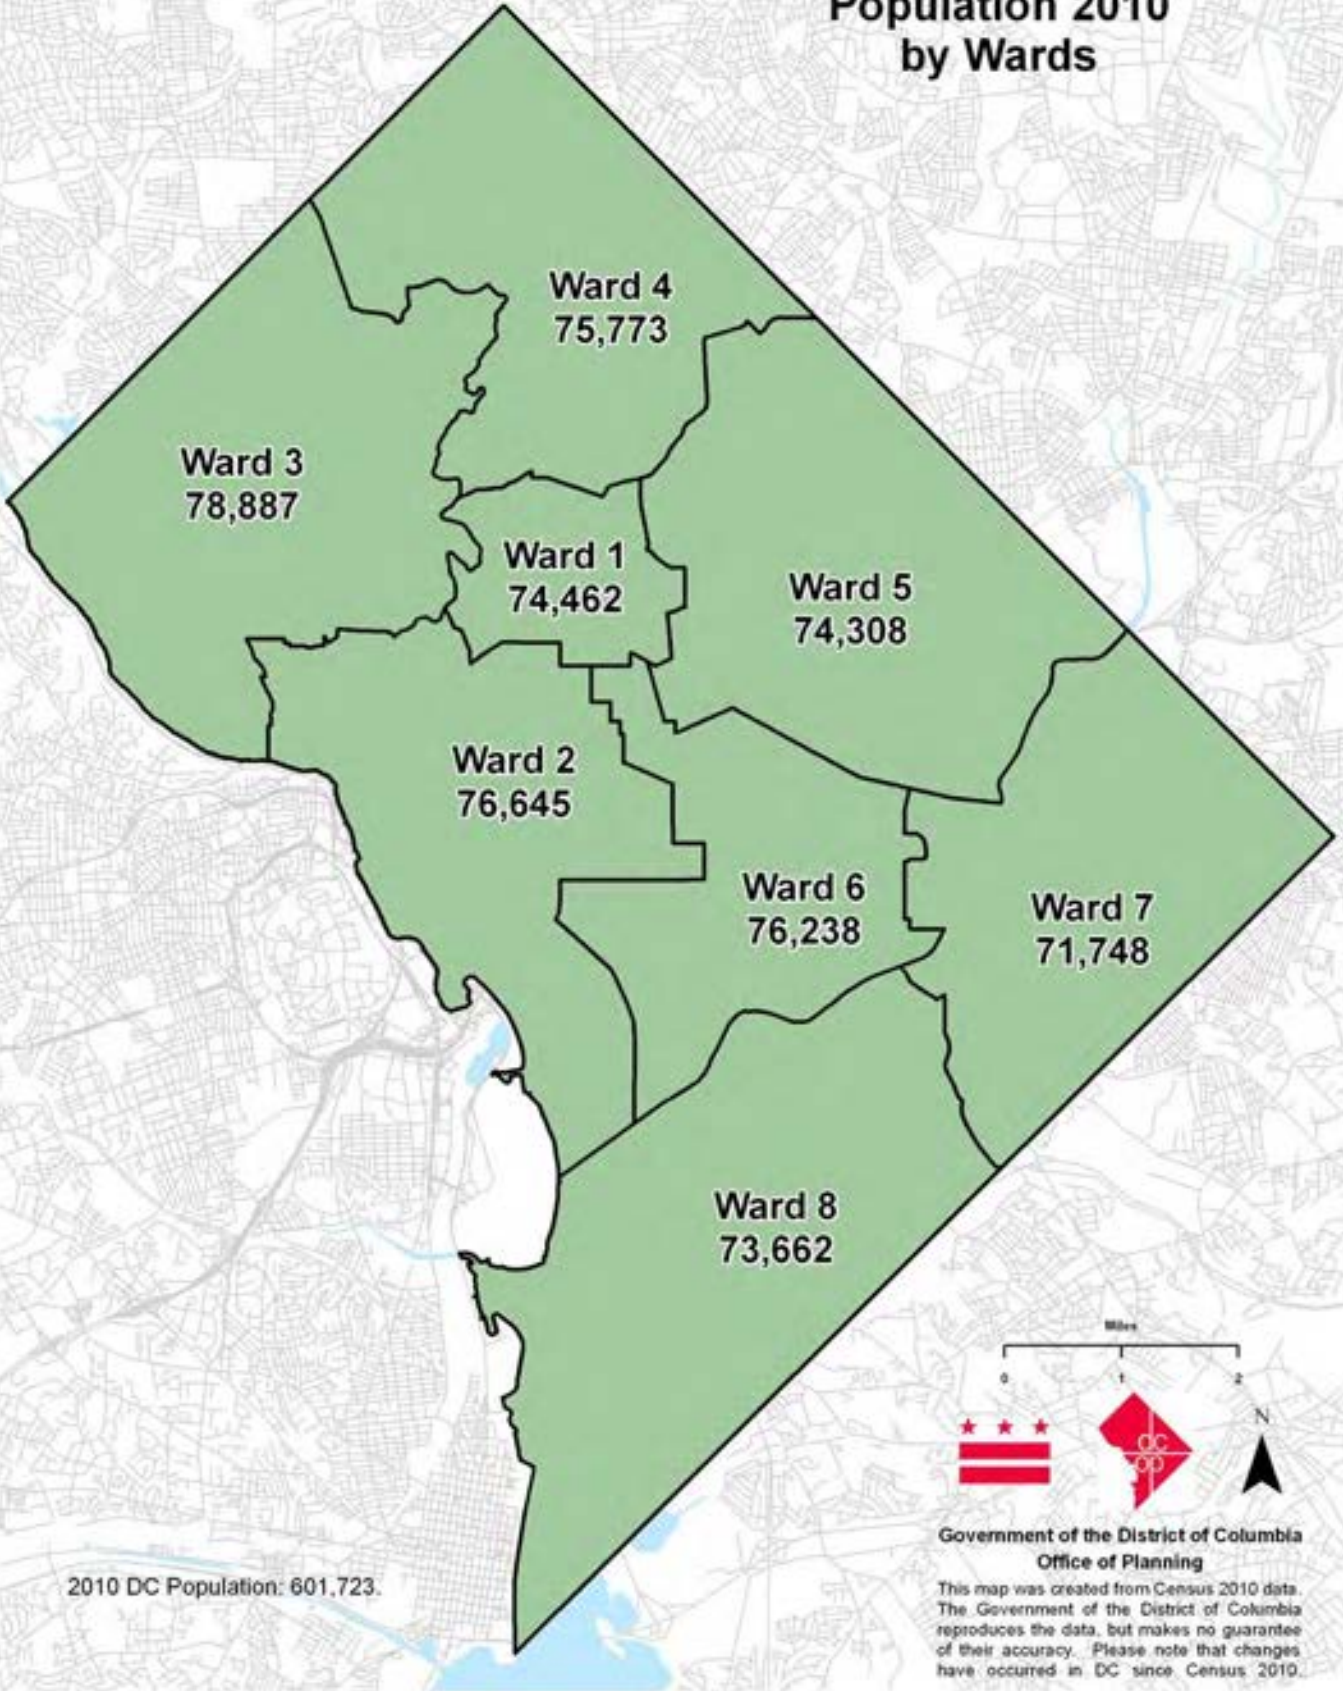 Population 2010
by Wards
Ward 4
75,773
Ward 3
78,887
Ward 1
74,462
Ward 5
74,308
Ward 2
76,645
Ward 6
76,238
Ward 7
71,748
Ward 8
73,662
Miles
0 1 2
N
dc
op
Government of the District of Columbia
Office of Planning
This map was created from Census 2010 data.
The Government of the District of Columbia
reproduces the data, but makes no guarantee
of their accuracy. Please note that changes
have occurred in DC since Census 2010.
2010 DC Population: 601,723.